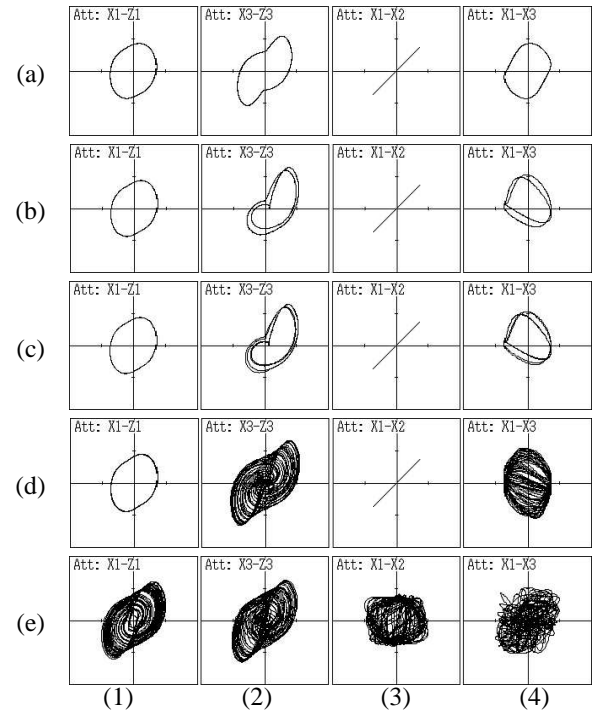 Att: X1-Z1 Att: X3-Z3 Att: X1-X2 Att: X1-X3
(a)
Att: X1-Z1 Att: X3-Z3 Att: X1-X2 Att: X1-X3
(b)
Att: X1-Z1 Att: X3-Z3 Att: X1-X2 Att: X1-X3
(c)
Att: X1-Z1 Att: X3-Z3 Att: X1-X2 Att: X1-X3
(d)
Att: X1-Z1 Att: X3-Z3 Att: X1-X2 Att: X1-X3
(e)
(1) (2) (3) (4)